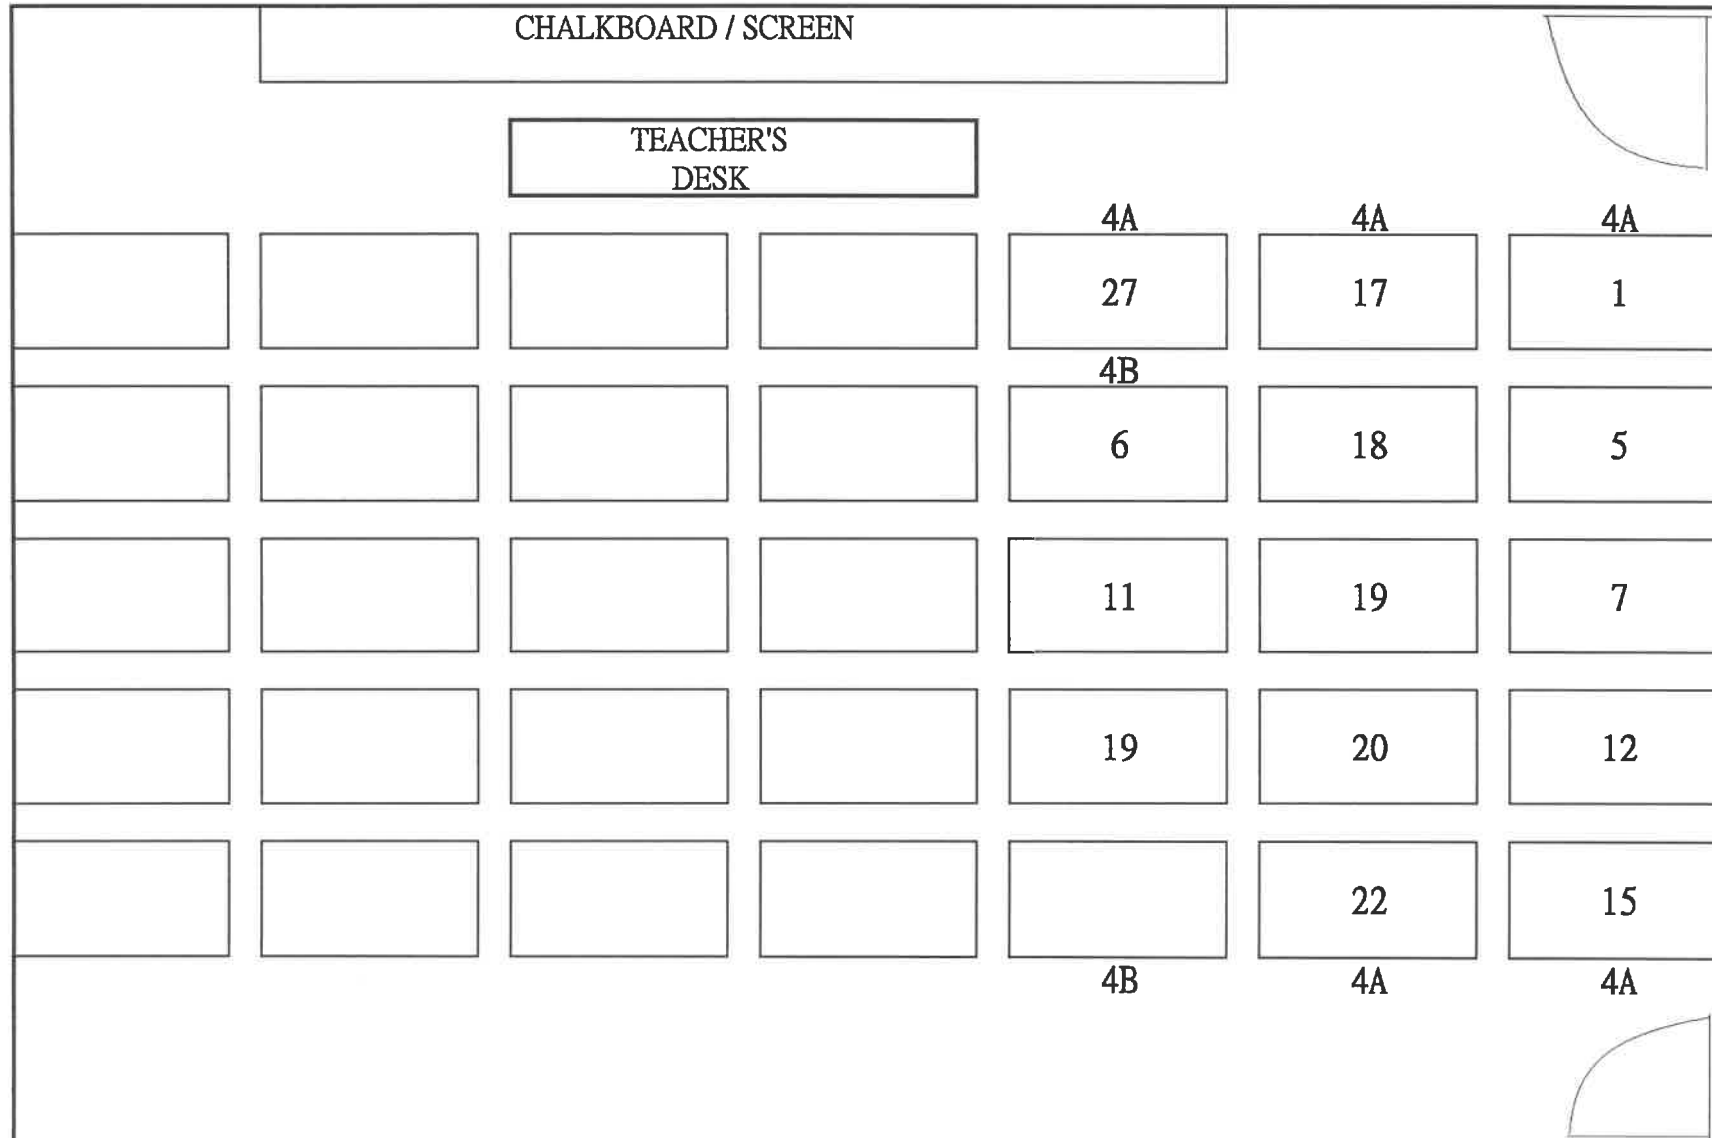 CHALKBOARD / SCREEN
TEACHER'S
DESK
4A 4A 4A
27 17 1
4B
6 18 5
11 19 7
19 20 12
22 15
4B 4A 4A